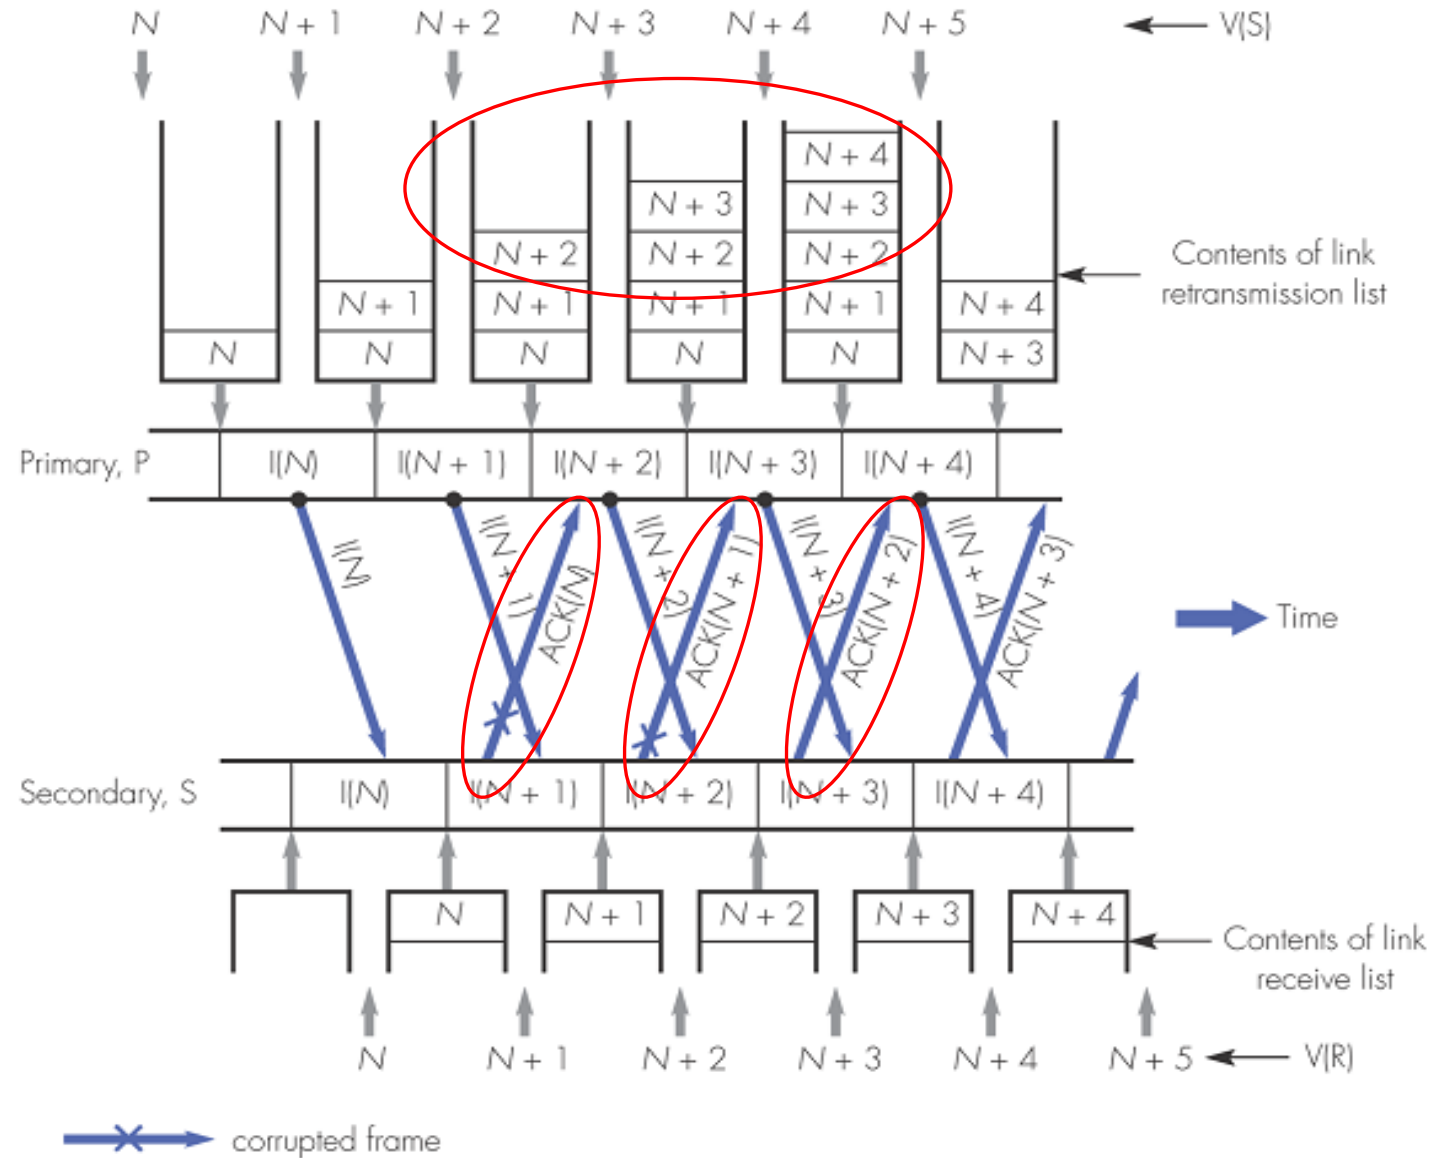 N N + 1 N + 2 N + 3 N + 4 N + 5 V(S)
N + 4
N + 3 N + 3
N + 2 N + 2 N + 2
Contents of link
retransmission list
N + 1 N + 1 N + 1 N + 1 N + 4
N N N N N N + 3
Primary, P I(N) I(N + 1) I(N + 2) I(N + 3) I(N + 4)
I(N) I(N + 1) ACK(N) I(N + 2) ACK(N + 1) I(N + 3) ACK(N + 2) I(N + 4) ACK(N + 3)
Time
Secondary, S I(N) I(N + 1) I(N + 2) I(N + 3) I(N + 4)
N N + 1 N + 2 N + 3 N + 4
Contents of link
receive list
N N + 1 N + 2 N + 3 N + 4 N + 5 V(R)
corrupted frame